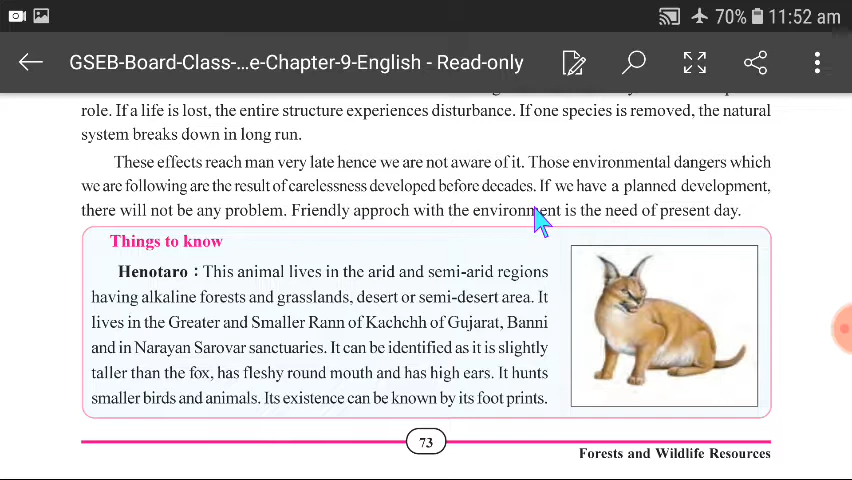 70% 11:52 am
GSEB-Board-Class-...e-Chapter-9-English - Read-only
role. If a life is lost, the entire structure experiences disturbance. If one species is removed, the natural
system breaks down in long run.
These effects reach man very late hence we are not aware of it. Those environmental dangers which
we are following are the result of carelessness developed before decades. If we have a planned development,
there will not be any problem. Friendly approch with the environment is the need of present day.
Things to know
Henotaro : This animal lives in the arid and semi-arid regions
having alkaline forests and grasslands, desert or semi-desert area. It
lives in the Greater and Smaller Rann of Kachchh of Gujarat, Banni
and in Narayan Sarovar sanctuaries. It can be identified as it is slightly
taller than the fox, has fleshy round mouth and has high ears. It hunts
smaller birds and animals. Its existence can be known by its foot prints.
73
Forests and Wildlife Resources